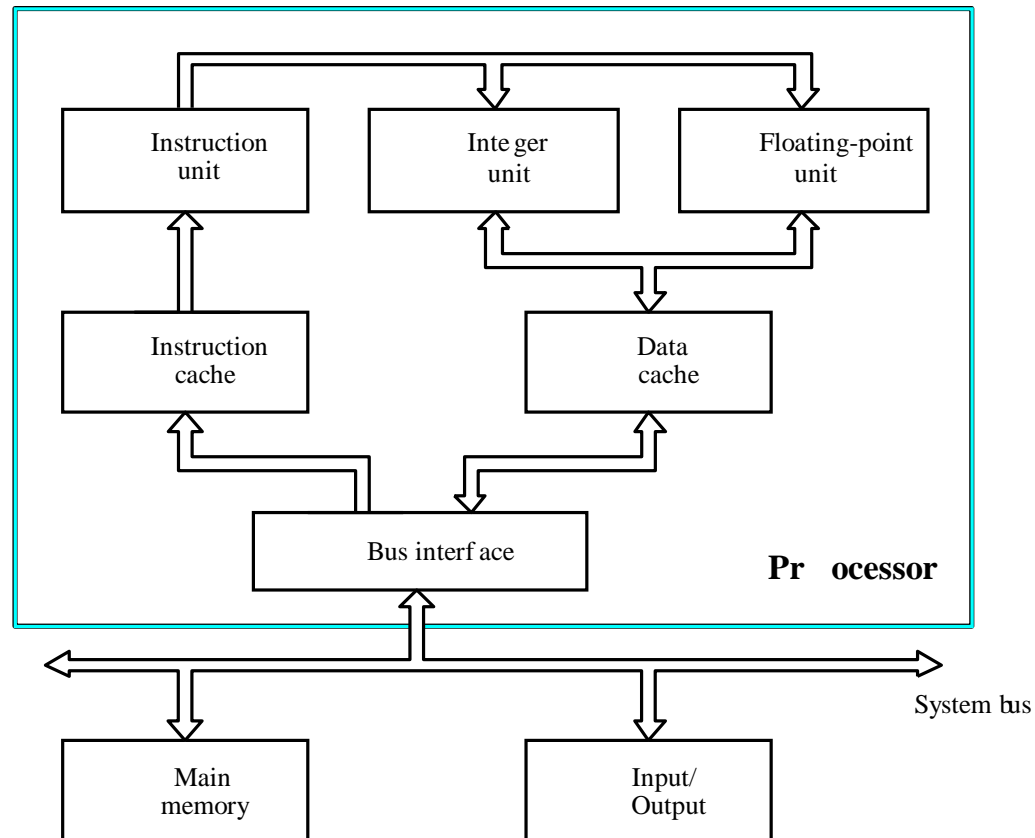 Instruction
unit
Inte ger
unit
Floating-point
unit
Instruction
cache
Data
cache
Bus interf ace
Pr ocessor
System bus
Main
memory
Input/
Output